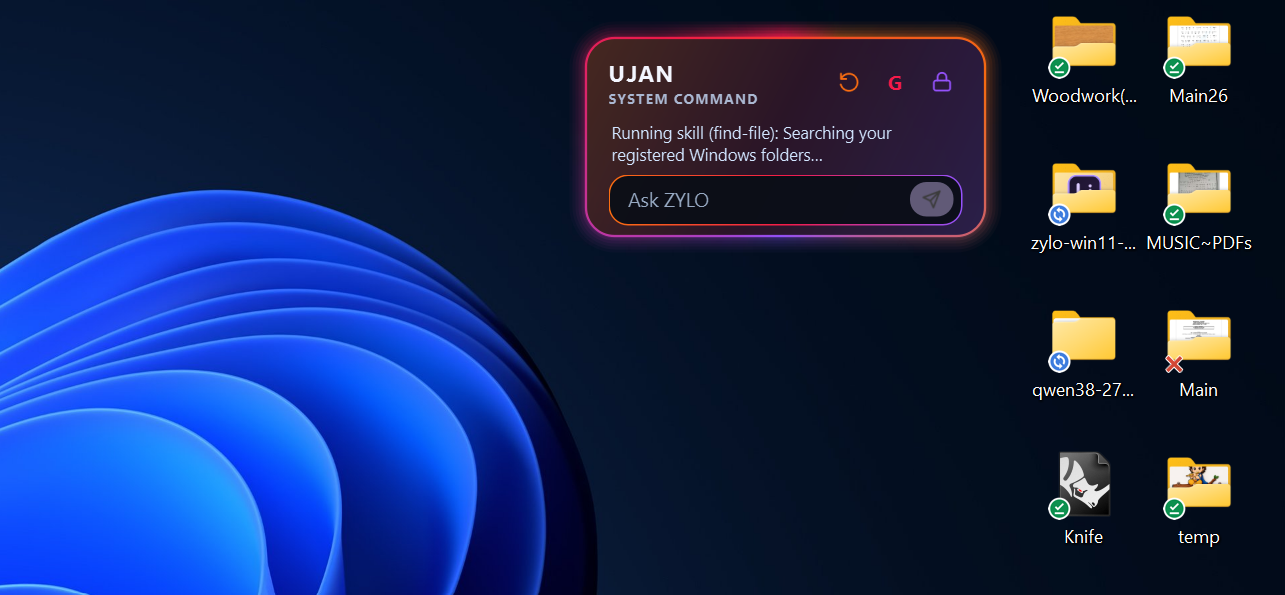 UJAN
SYSTEM COMMAND
G
Running skill (find-file): Searching your
registered Windows folders...
Ask ZYLO
Woodwork(...
Main26
zylo-win11-...
MUSIC~PDFs
qwen38-27...
Main
Knife
temp